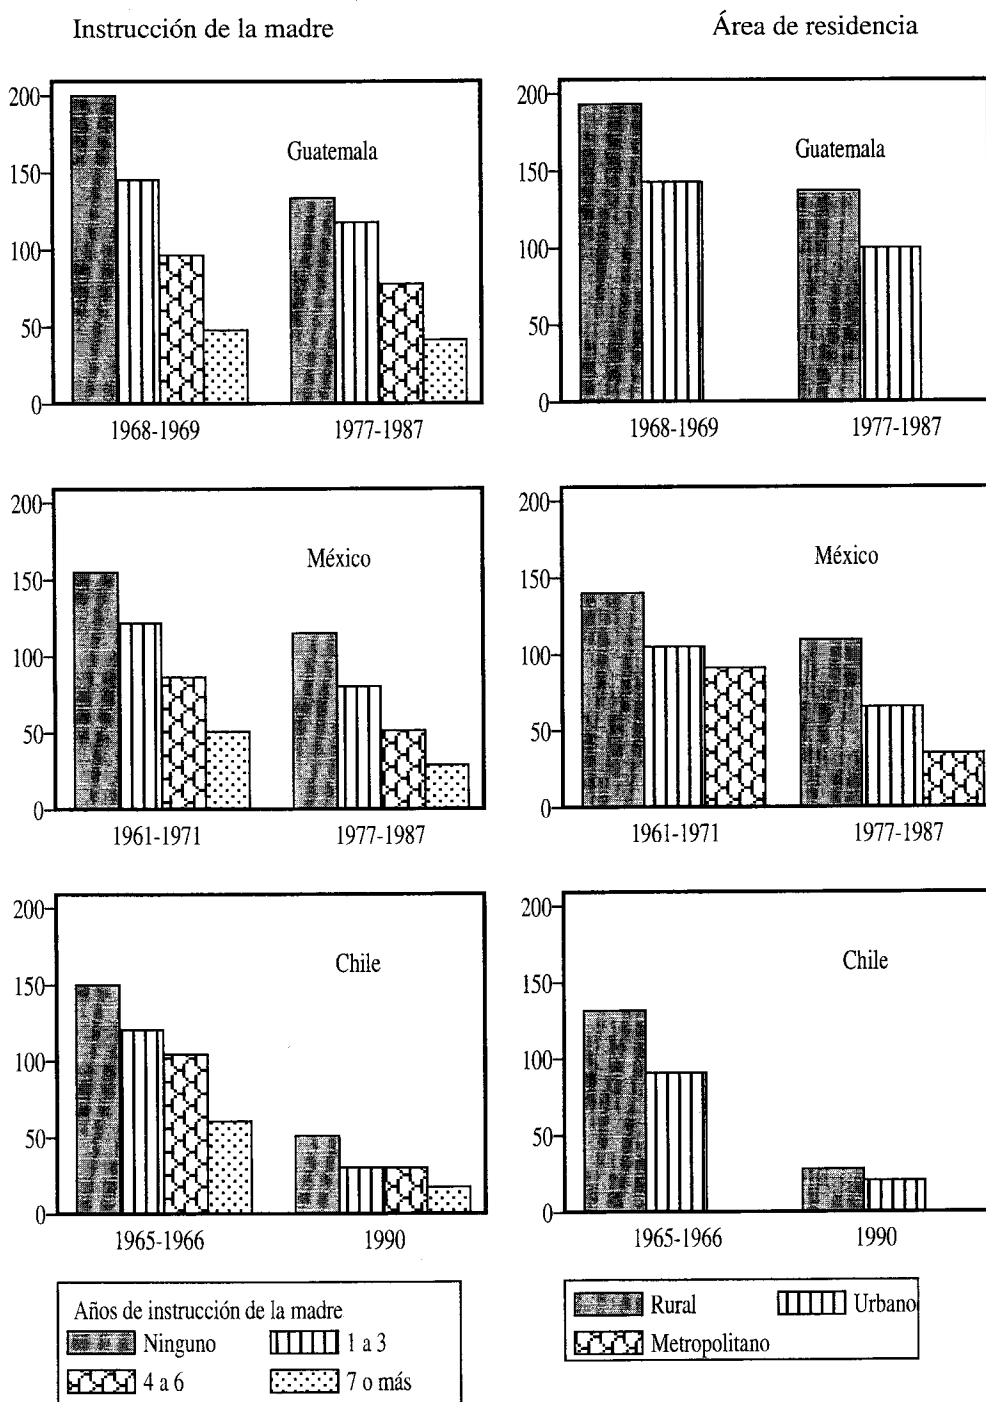 Instrucción de la madre
Área de residencia
200
150
100
50
0
Guatemala
1968-1969
1977-1987
200
150
100
50
0
Guatemala
1968-1969
1977-1987
200
150
100
50
0
México
1961-1971
1977-1987
200
150
100
50
0
México
1961-1971
1977-1987
200
150
100
50
0
Chile
1965-1966
1990
200
150
100
50
0
Chile
1965-1966
1990
Años de instrucción de la madre
Ninguno
1 a 3
4 a 6
7 o más
Rural
Urbano
Metropolitano